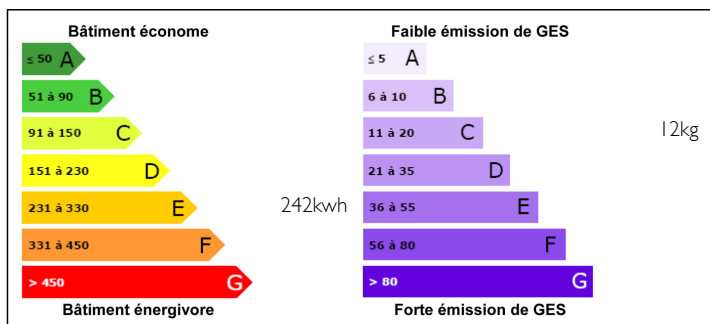 Bâtiment économe
≤ 50 A
51 à 90 B
91 à 150 C
151 à 230 D
231 à 330 E
242kwh
331 à 450 F
> 450 G
Bâtiment énergivore
Faible émission de GES
≤ 5 A
6 à 10 B
11 à 20 C
12kg
21 à 35 D
36 à 55 E
56 à 80 F
> 80 G
Forte émission de GES